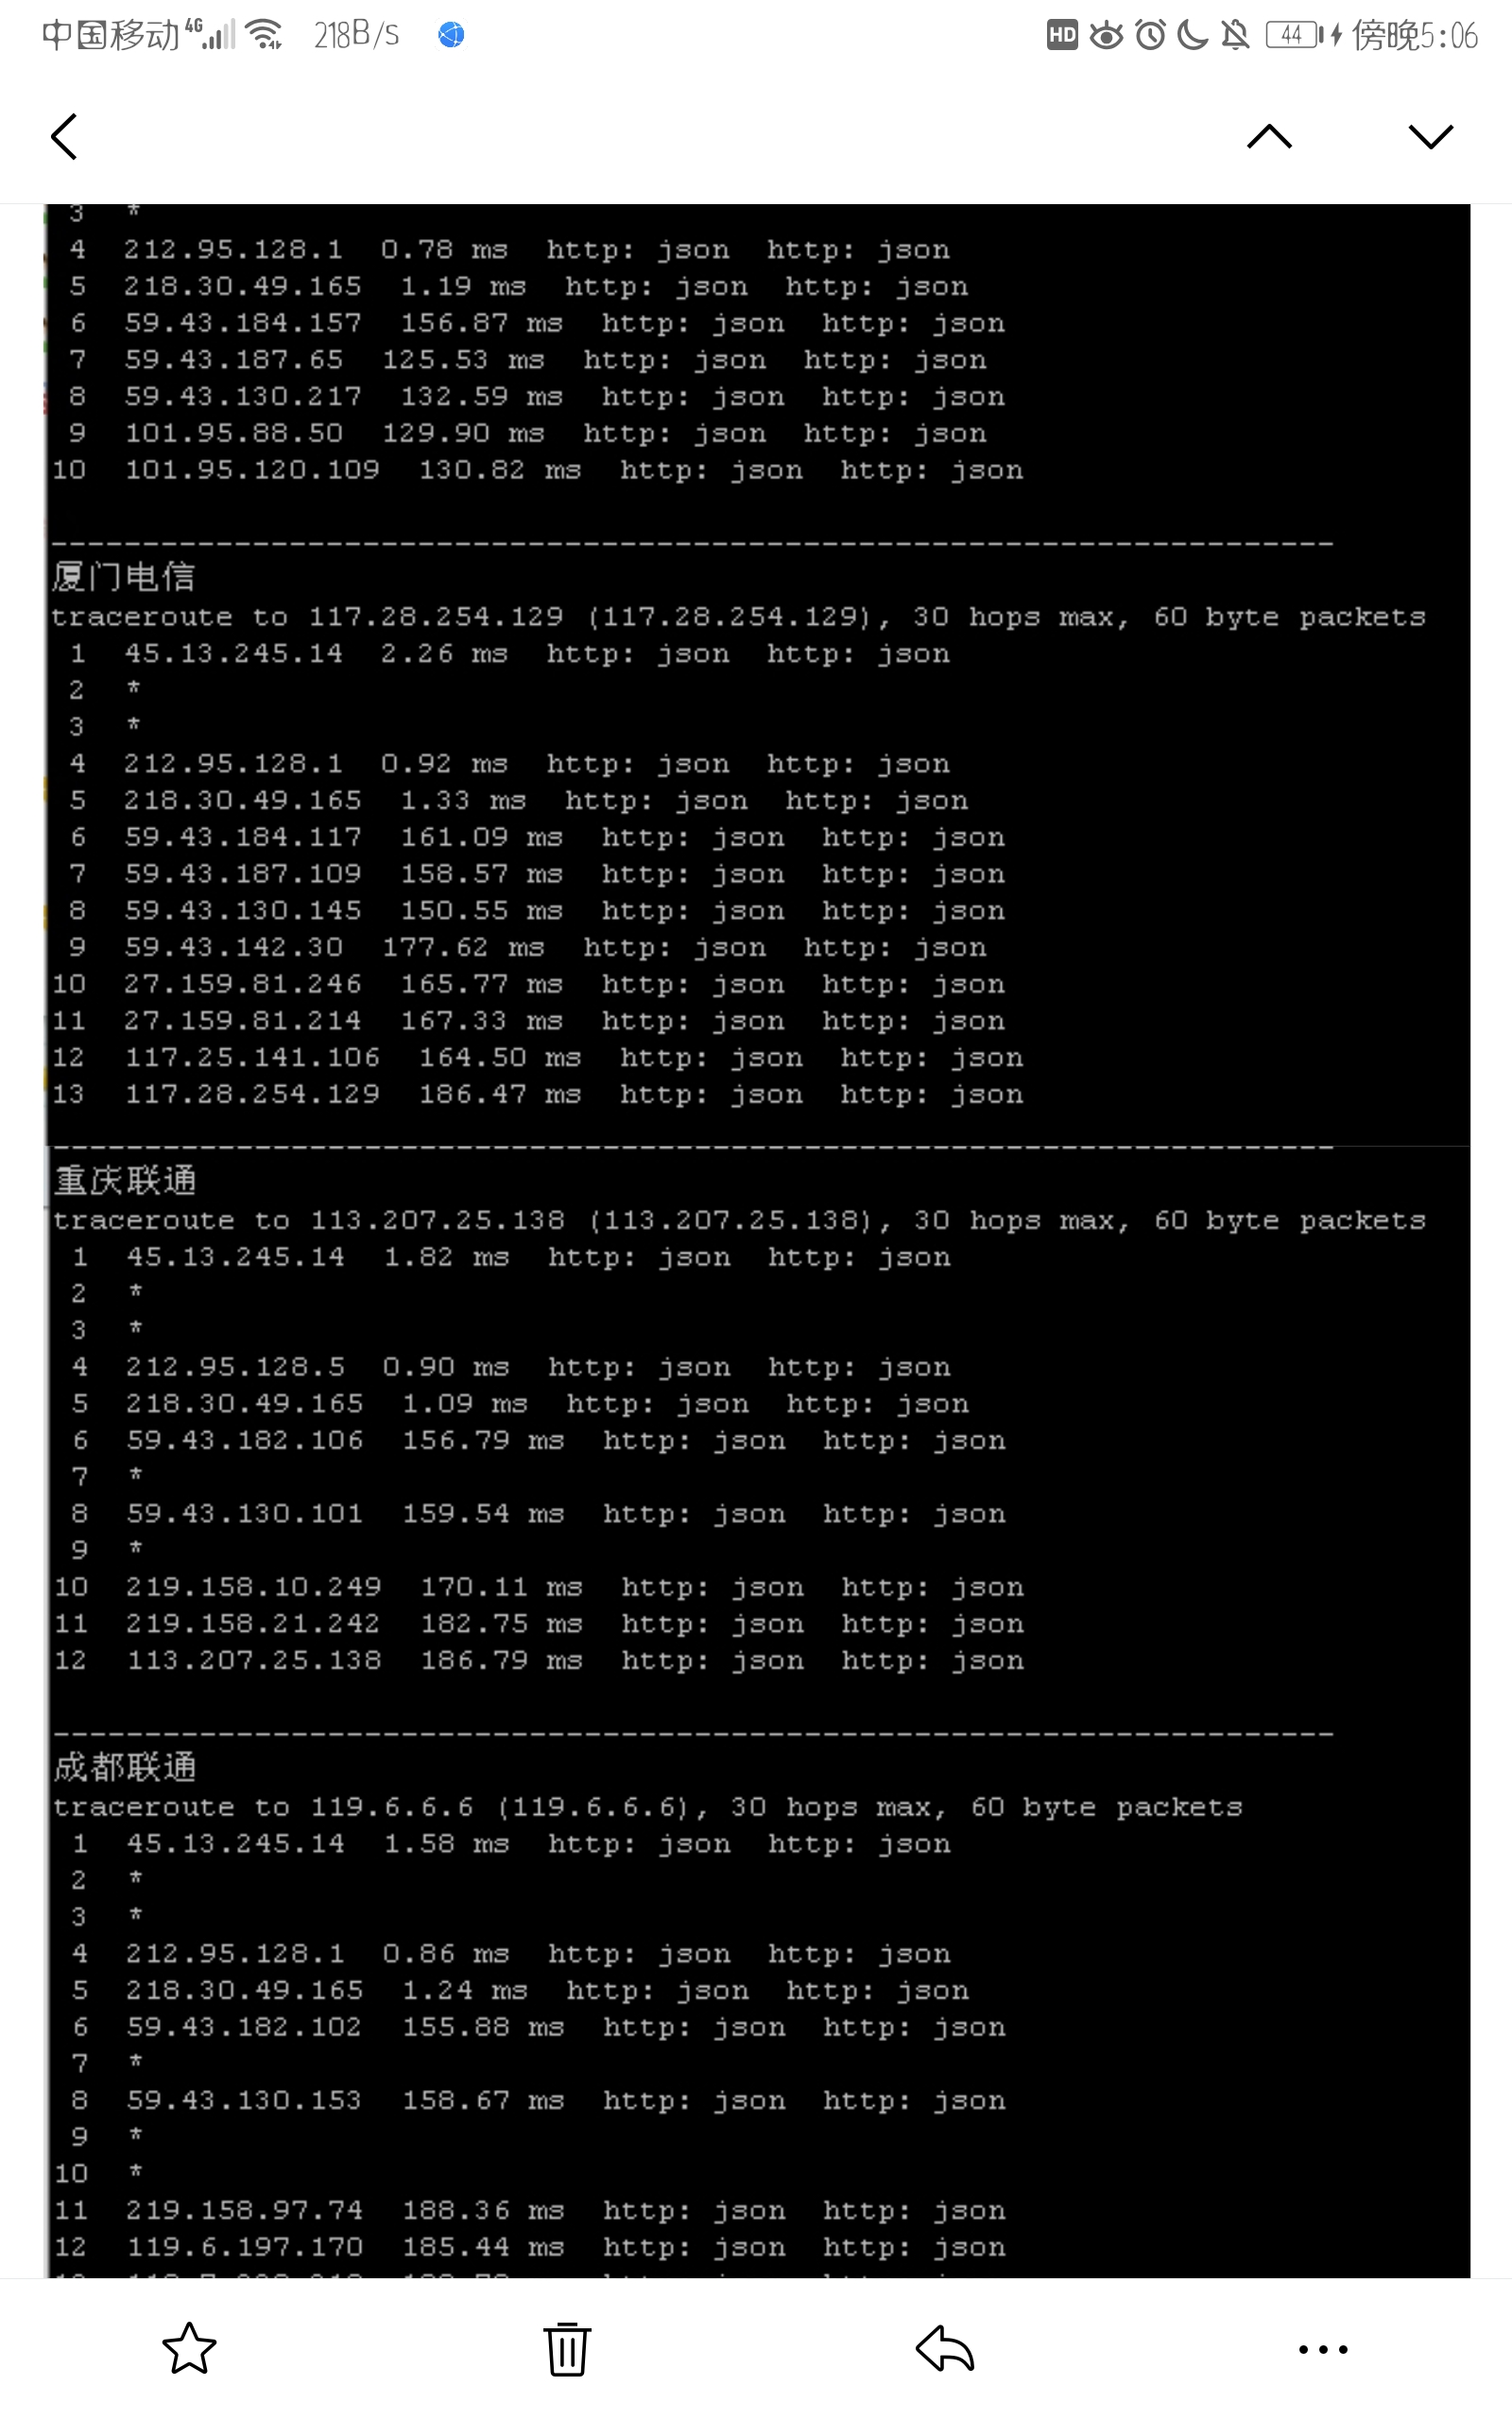 中国移动 4G 218B/s HD 44 傍晚5:06
3 *
4 212.95.128.1 0.78 ms http: json http: json
5 218.30.49.165 1.19 ms http: json http: json
6 59.43.184.157 156.87 ms http: json http: json
7 59.43.187.65 125.53 ms http: json http: json
8 59.43.130.217 132.59 ms http: json http: json
9 101.95.88.50 129.90 ms http: json http: json
10 101.95.120.109 130.82 ms http: json http: json
----------------------------------------------------------------------
厦门电信
traceroute to 117.28.254.129 (117.28.254.129), 30 hops max, 60 byte packets
1 45.13.245.14 2.26 ms http: json http: json
2 *
3 *
4 212.95.128.1 0.92 ms http: json http: json
5 218.30.49.165 1.33 ms http: json http: json
6 59.43.184.117 161.09 ms http: json http: json
7 59.43.187.109 158.57 ms http: json http: json
8 59.43.130.145 150.55 ms http: json http: json
9 59.43.142.30 177.62 ms http: json http: json
10 27.159.81.246 165.77 ms http: json http: json
11 27.159.81.214 167.33 ms http: json http: json
12 117.25.141.106 164.50 ms http: json http: json
13 117.28.254.129 186.47 ms http: json http: json
----------------------------------------------------------------------
重庆联通
traceroute to 113.207.25.138 (113.207.25.138), 30 hops max, 60 byte packets
1 45.13.245.14 1.82 ms http: json http: json
2 *
3 *
4 212.95.128.5 0.90 ms http: json http: json
5 218.30.49.165 1.09 ms http: json http: json
6 59.43.182.106 156.79 ms http: json http: json
7 *
8 59.43.130.101 159.54 ms http: json http: json
9 *
10 219.158.10.249 170.11 ms http: json http: json
11 219.158.21.242 182.75 ms http: json http: json
12 113.207.25.138 186.79 ms http: json http: json
----------------------------------------------------------------------
成都联通
traceroute to 119.6.6.6 (119.6.6.6), 30 hops max, 60 byte packets
1 45.13.245.14 1.58 ms http: json http: json
2 *
3 *
4 212.95.128.1 0.86 ms http: json http: json
5 218.30.49.165 1.24 ms http: json http: json
6 59.43.182.102 155.88 ms http: json http: json
7 *
8 59.43.130.153 158.67 ms http: json http: json
9 *
10 *
11 219.158.97.74 188.36 ms http: json http: json
12 119.6.197.170 185.44 ms http: json http: json